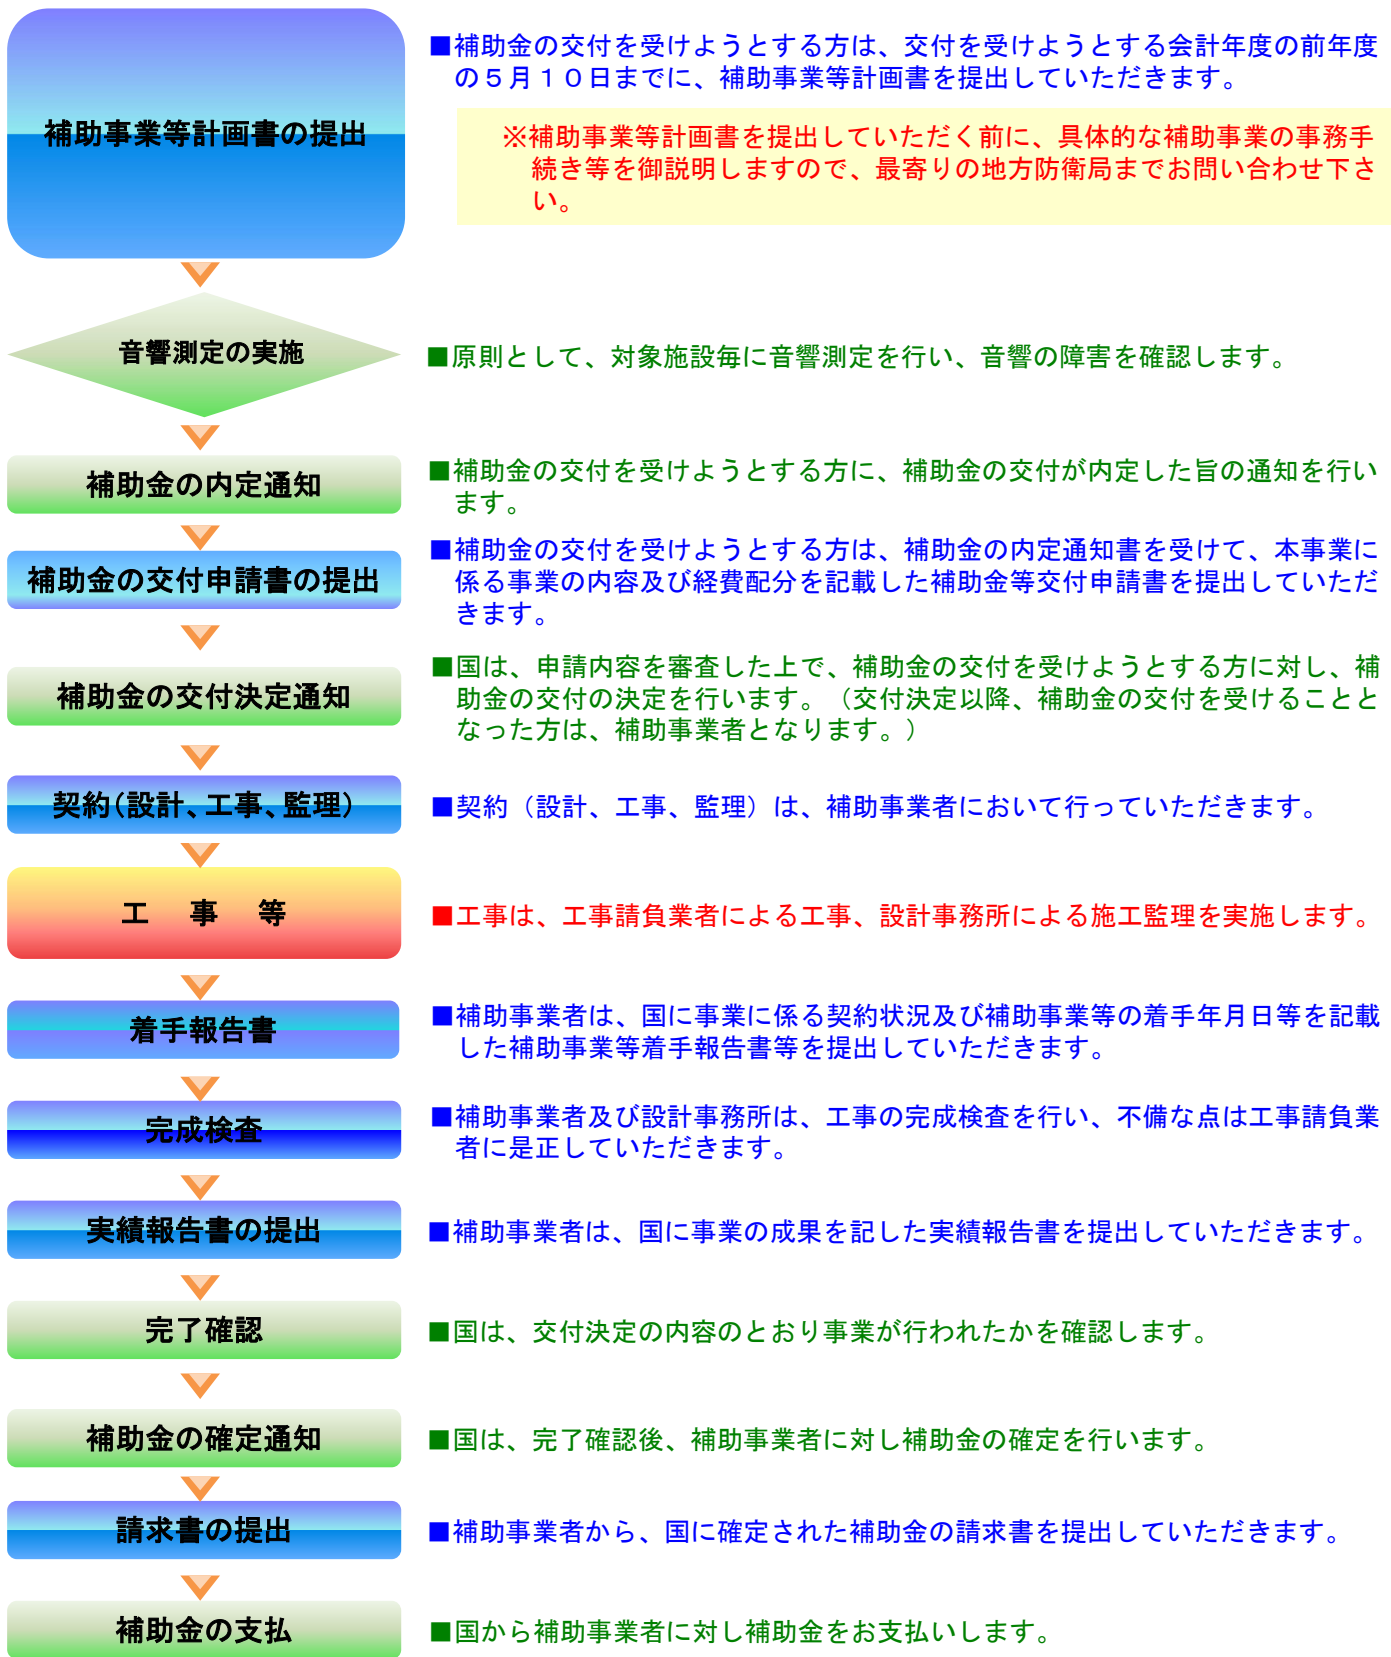 補助事業等計画書の提出
■補助金の交付を受けようとする方は、交付を受けようとする会計年度の前年度
の５月１０日までに、補助事業等計画書を提出していただきます。
※補助事業等計画書を提出していただく前に、具体的な補助事業の事務手
続き等を御説明しますので、最寄りの地方防衛局までお問い合わせ下さ
い。
音響測定の実施
■原則として、対象施設毎に音響測定を行い、音響の障害を確認します。
補助金の内定通知
■補助金の交付を受けようとする方に、補助金の交付が内定した旨の通知を行い
ます。
補助金の交付申請書の提出
■補助金の交付を受けようとする方は、補助金の内定通知書を受けて、本事業に
係る事業の内容及び経費配分を記載した補助金等交付申請書を提出していただ
きます。
補助金の交付決定通知
■国は、申請内容を審査した上で、補助金の交付を受けようとする方に対し、補
助金の交付の決定を行います。（交付決定以降、補助金の交付を受けることと
なった方は、補助事業者となります。）
契約（設計、工事、監理）
■契約（設計、工事、監理）は、補助事業者において行っていただきます。
工　事　等
■工事は、工事請負業者による工事、設計事務所による施工監理を実施します。
着手報告書
■補助事業者は、国に事業に係る契約状況及び補助事業等の着手年月日等を記載
した補助事業等着手報告書等を提出していただきます。
完成検査
■補助事業者及び設計事務所は、工事の完成検査を行い、不備な点は工事請負業
者に是正していただきます。
実績報告書の提出
■補助事業者は、国に事業の成果を記した実績報告書を提出していただきます。
完了確認
■国は、交付決定の内容のとおり事業が行われたかを確認します。
補助金の確定通知
■国は、完了確認後、補助事業者に対し補助金の確定を行います。
請求書の提出
■補助事業者から、国に確定された補助金の請求書を提出していただきます。
補助金の支払
■国から補助事業者に対し補助金をお支払いします。